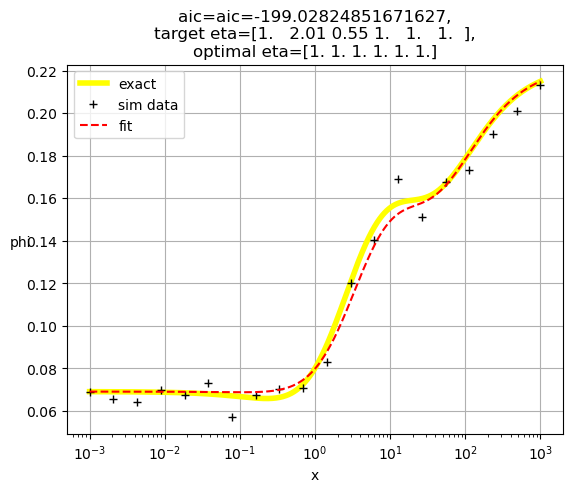 aic=aic=-199.02824851671627,
target eta=[1.   2.01 0.55 1.   1.   1.  ],
optimal eta=[1. 1. 1. 1. 1. 1.]
exact
sim data
fit
0.22
0.20
0.18
0.16
0.14
0.12
0.10
0.08
0.06
phi
10⁻³ 10⁻² 10⁻¹ 10⁰ 10¹ 10² 10³
x